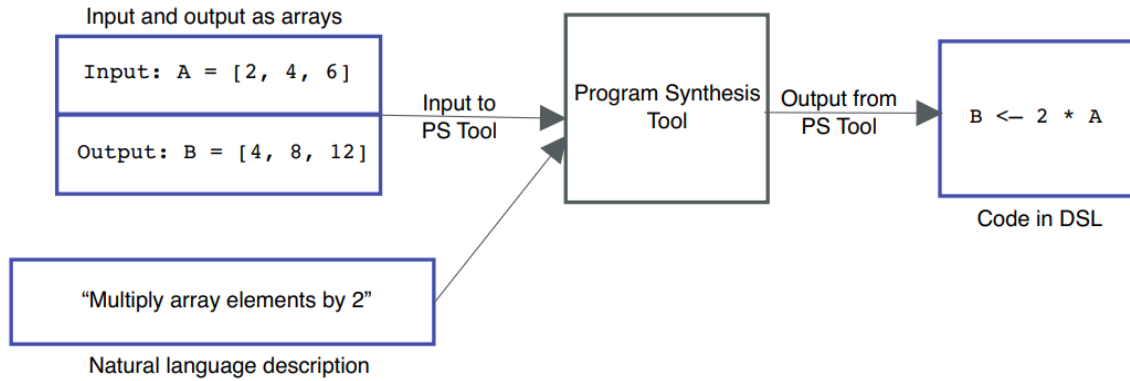 Input and output as arrays
Input: A = [2, 4, 6]
Output: B = [4, 8, 12]
Input to
PS Tool
Program Synthesis
Tool
Output from
PS Tool
B <– 2 * A
Code in DSL
“Multiply array elements by 2”
Natural language description